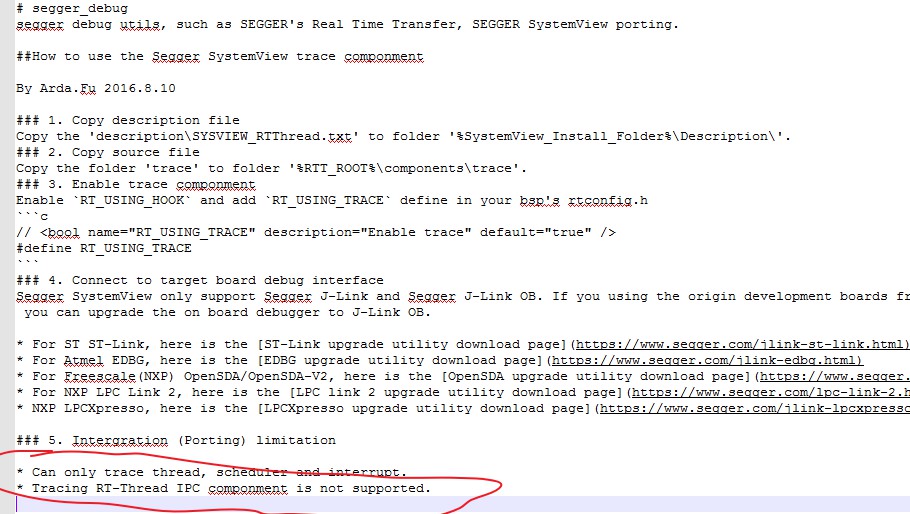 # segger_debug
segger debug utils, such as SEGGER's Real Time Transfer, SEGGER SystemView porting.
##How to use the Segger SystemView trace componment
By Arda.Fu 2016.8.10
### 1. Copy description file
Copy the 'description\SYSVIEW_RTThread.txt' to folder '%SystemView_Install_Folder%\Description\'.
### 2. Copy source file
Copy the folder 'trace' to folder '%RTT_ROOT%\components\trace'.
### 3. Enable trace componment
Enable `RT_USING_HOOK` and add `RT_USING_TRACE` define in your bsp's rtconfig.h
```c
// <bool name="RT_USING_TRACE" description="Enable trace" default="true" />
#define RT_USING_TRACE
```
### 4. Connect to target board debug interface
Segger SystemView only support Segger J-Link and Segger J-Link OB. If you using the origin development boards fr
you can upgrade the on board debugger to J-Link OB.
* For ST ST-Link, here is the [ST-Link upgrade utility download page](https://www.segger.com/jlink-st-link.html)
* For Atmel EDBG, here is the [EDBG upgrade utility download page](https://www.segger.com/jlink-edbg.html)
* For Freescale(NXP) OpenSDA/OpenSDA-V2, here is the [OpenSDA upgrade utility download page](https://www.segger.
* For NXP LPC Link 2, here is the [LPC link 2 upgrade utility download page](https://www.segger.com/lpc-link-2.h
* NXP LPCXpresso, here is the [LPCXpresso upgrade utility download page](https://www.segger.com/jlink-lpcxpresso
### 5. Intergration (Porting) limitation
* Can only trace thread, scheduler and interrupt.
* Tracing RT-Thread IPC componment is not supported.